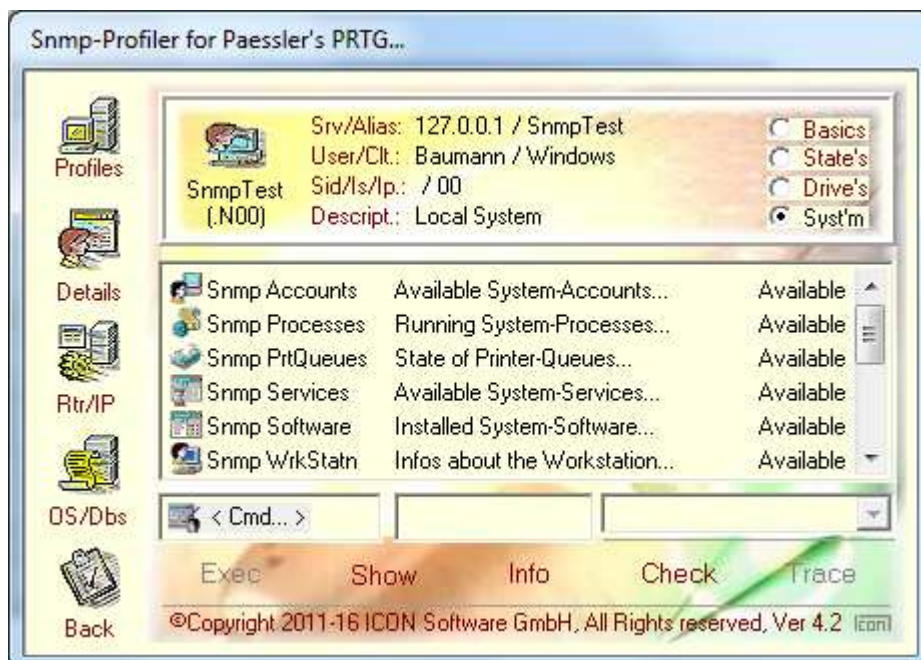 Snmp-Profiler for Paessler's PRTG...
Profiles
Details
Rtr/IP
OS/Dbs
Back
SnmpTest
(.N00)
Srv/Alias: 127.0.0.1 / SnmpTest
User/Clt.: Baumann / Windows
Sid/Is/Ip.: / 00
Descript.: Local System
Basics
State's
Drive's
Syst'm
Snmp Accounts Available System-Accounts... Available
Snmp Processes Running System-Processes... Available
Snmp PrtQueues State of Printer-Queues... Available
Snmp Services Available System-Services... Available
Snmp Software Installed System-Software... Available
Snmp WrkStatn Infos about the Workstation... Available
< Cmd... >
Exec Show Info Check Trace
©Copyright 2011-16 ICON Software GmbH, All Rights reserved, Ver 4.2 Icon